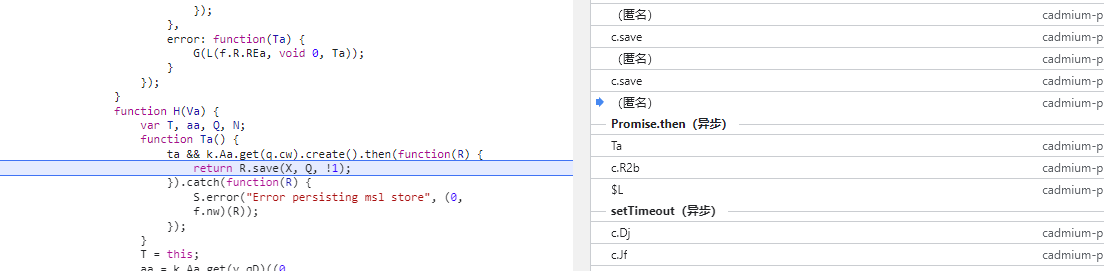 });
},
error: function(Ta) {
G(L(f.R.REa, void 0, Ta));
}
});
}
function H(Va) {
var T, aa, Q, N;
function Ta() {
ta && k.Aa.get(q.cw).create().then(function(R) {
return R.save(X, Q, !1);
}).catch(function(R) {
S.error("Error persisting msl store", (0,
f.nw)(R));
});
}
T = this;
aa = k.Aa.get(y.qD)((0
(匿名) cadmium-p
c.save cadmium-p
(匿名) cadmium-p
c.save cadmium-p
(匿名) cadmium-p
Promise.then（异步）
Ta cadmium-p
c.R2b cadmium-p
$L cadmium-p
setTimeout（异步）
c.Dj cadmium-p
c.Jf cadmium-p